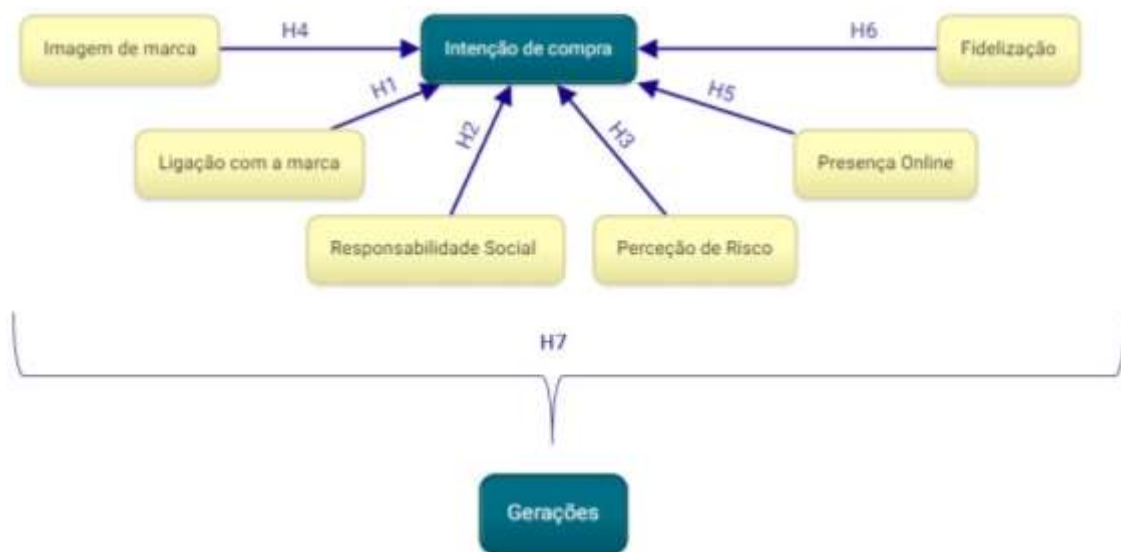 Imagem de marca
H4
Intenção de compra
H6
Fidelização
H1
H5
Ligação com a marca
H2
H3
Presença Online
Responsabilidade Social
Perceção de Risco
H7
Gerações